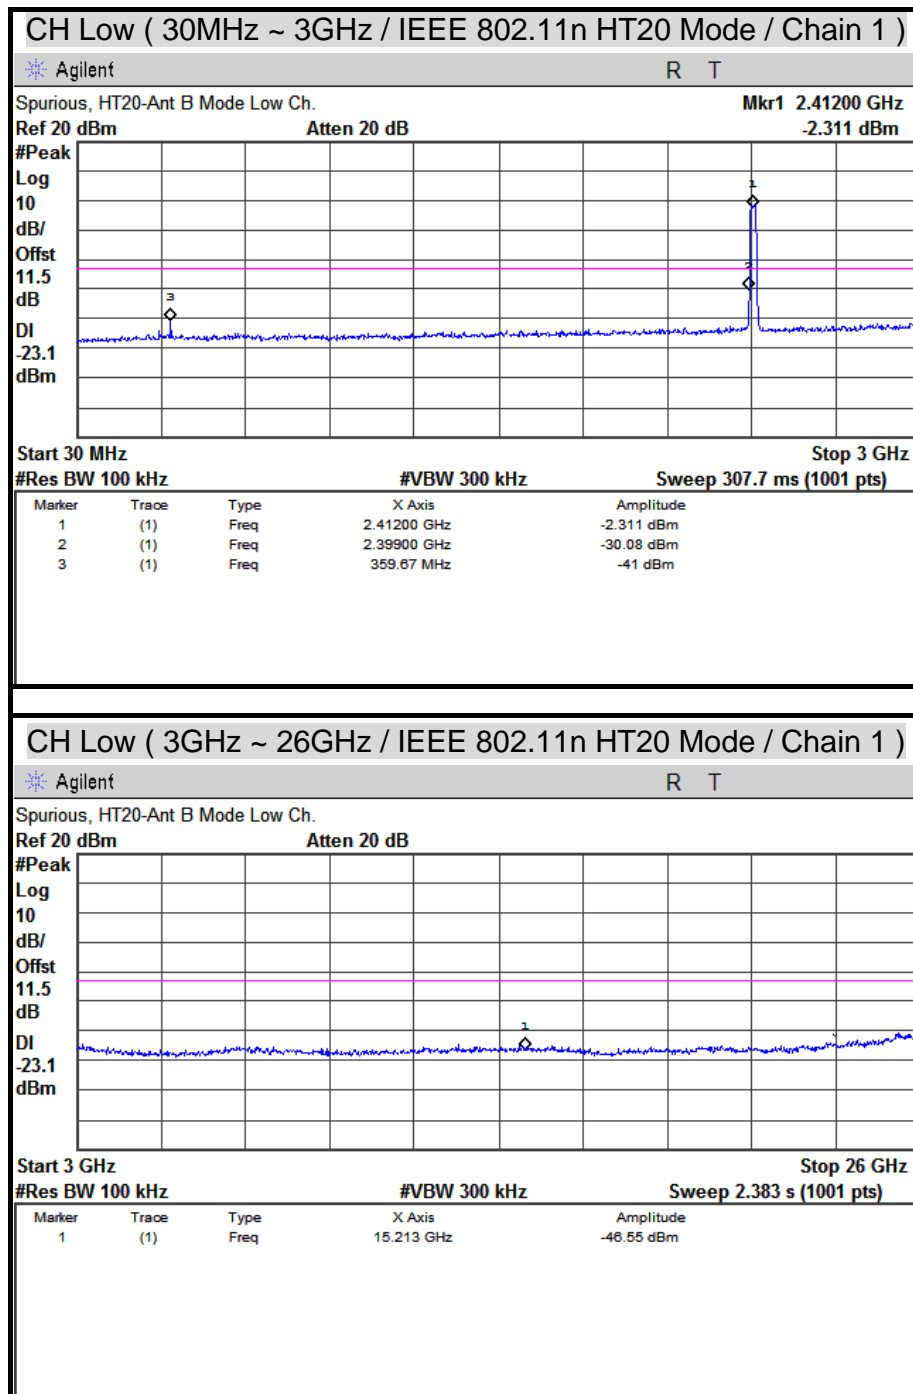 CH Low ( 30MHz ~ 3GHz / IEEE 802.11n HT20 Mode / Chain 1 )
Agilent R T
Spurious, HT20-Ant B Mode Low Ch. Mkr1 2.41200 GHz
Ref 20 dBm Atten 20 dB -2.311 dBm
#Peak
Log
10
dB/
Offst
11.5
dB
DI
-23.1
dBm
1
2
3
Start 30 MHz Stop 3 GHz
#Res BW 100 kHz #VBW 300 kHz Sweep 307.7 ms (1001 pts)
Marker Trace Type X Axis Amplitude
1 (1) Freq 2.41200 GHz -2.311 dBm
2 (1) Freq 2.39900 GHz -30.08 dBm
3 (1) Freq 359.67 MHz -41 dBm
CH Low ( 3GHz ~ 26GHz / IEEE 802.11n HT20 Mode / Chain 1 )
Agilent R T
Spurious, HT20-Ant B Mode Low Ch.
Ref 20 dBm Atten 20 dB
#Peak
Log
10
dB/
Offst
11.5
dB
DI
-23.1
dBm
1
Start 3 GHz Stop 26 GHz
#Res BW 100 kHz #VBW 300 kHz Sweep 2.383 s (1001 pts)
Marker Trace Type X Axis Amplitude
1 (1) Freq 15.213 GHz -46.55 dBm